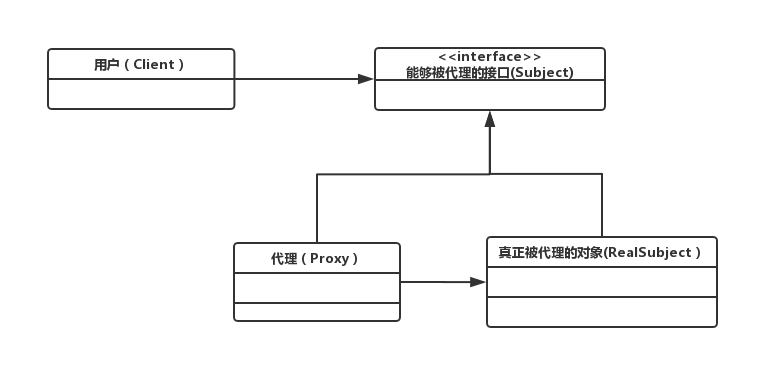 用户（Client）
<<interface>>
能够被代理的接口(Subject)
代理（Proxy）
真正被代理的对象(RealSubject）